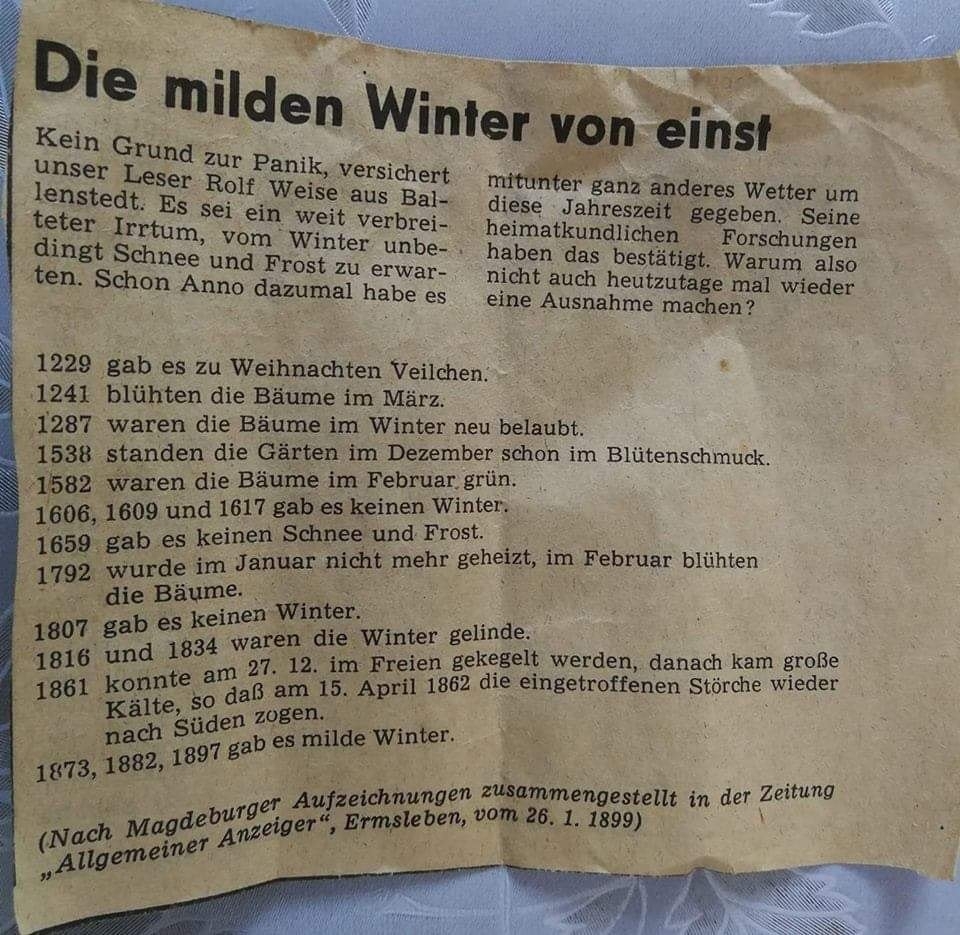 Die milden Winter von einst
Kein Grund zur Panik, versichert
unser Leser Rolf Weise aus Bal-
lenstedt. Es sei ein weit verbrei-
teter Irrtum, vom Winter unbe-
dingt Schnee und Frost zu erwar-
ten. Schon Anno dazumal habe es
mitunter ganz anderes Wetter um
diese Jahreszeit gegeben. Seine
heimatkundlichen Forschungen
haben das bestätigt. Warum also
nicht auch heutzutage mal wieder
eine Ausnahme machen?
1229 gab es zu Weihnachten Veilchen.
1241 blühten die Bäume im März.
1287 waren die Bäume im Winter neu belaubt.
1538 standen die Gärten im Dezember schon im Blütenschmuck.
1582 waren die Bäume im Februar grün.
1606, 1609 und 1617 gab es keinen Winter.
1659 gab es keinen Schnee und Frost.
1792 wurde im Januar nicht mehr geheizt, im Februar blühten
die Bäume.
1807 gab es keinen Winter.
1816 und 1834 waren die Winter gelinde.
1861 konnte am 27. 12. im Freien gekegelt werden, danach kam große
Kälte, so daß am 15. April 1862 die eingetroffenen Störche wieder
nach Süden zogen.
1873, 1882, 1897 gab es milde Winter.
(Nach Magdeburger Aufzeichnungen zusammengestellt in der Zeitung
„Allgemeiner Anzeiger“, Ermsleben, vom 26. 1. 1899)